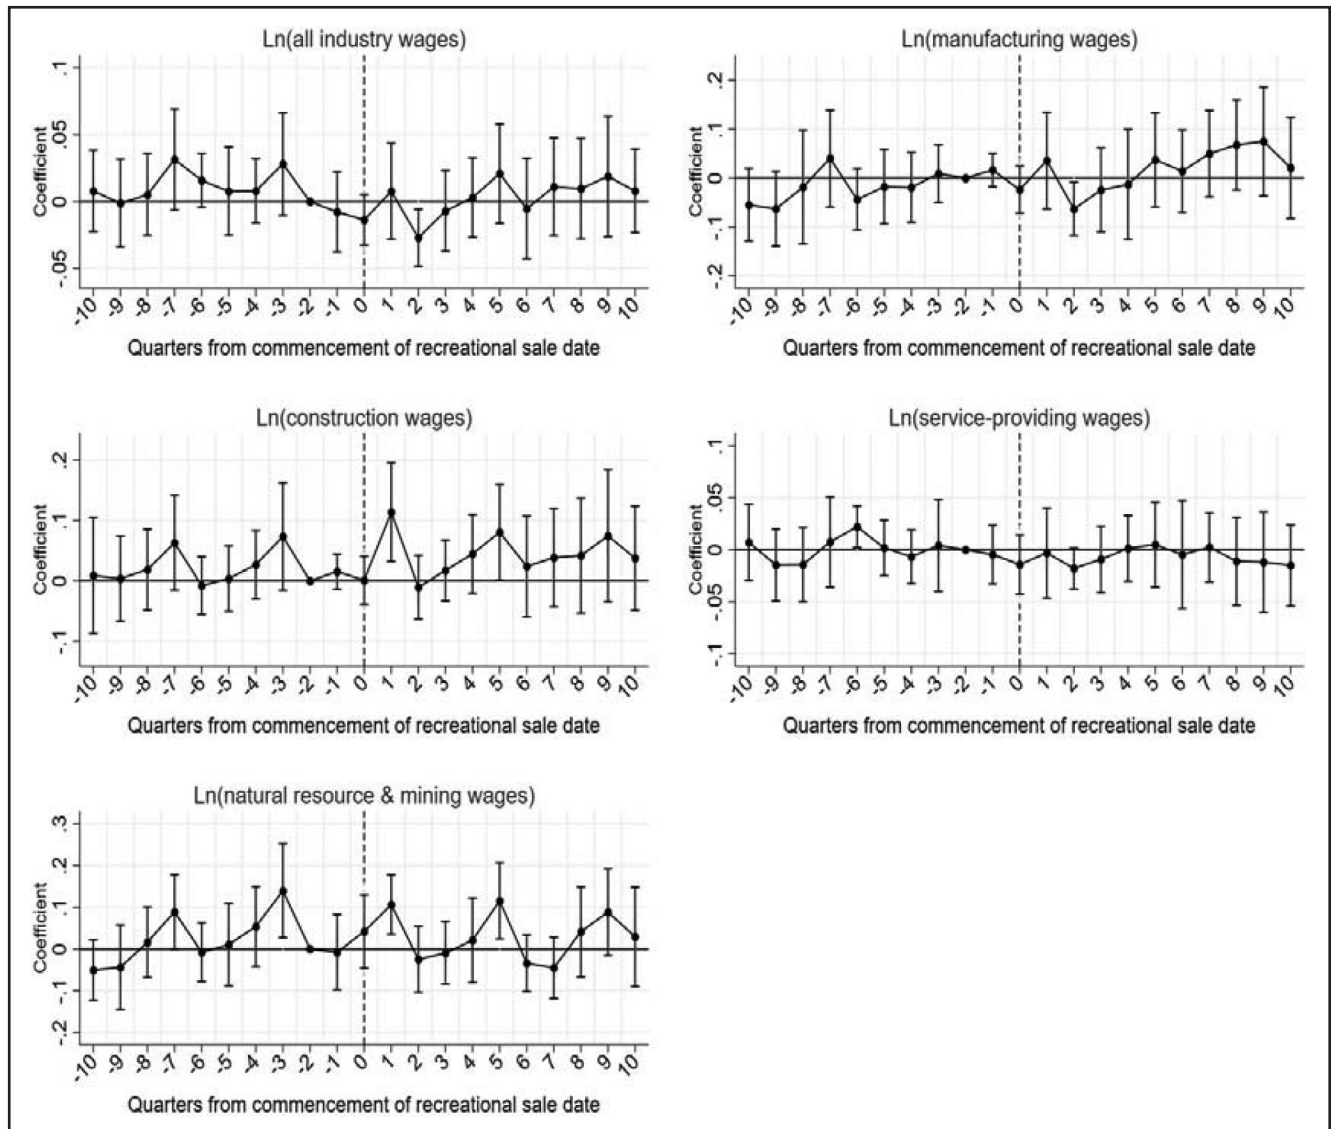 Ln(all industry wages)
Coefficient
.1
.05
0
-.05
-10 -9 -8 -7 -6 -5 -4 -3 -2 -1 0 1 2 3 4 5 6 7 8 9 10
Quarters from commencement of recreational sale date
Ln(manufacturing wages)
Coefficient
.2
.1
0
-.1
-.2
-10 -9 -8 -7 -6 -5 -4 -3 -2 -1 0 1 2 3 4 5 6 7 8 9 10
Quarters from commencement of recreational sale date
Ln(construction wages)
Coefficient
.2
.1
0
-.1
-10 -9 -8 -7 -6 -5 -4 -3 -2 -1 0 1 2 3 4 5 6 7 8 9 10
Quarters from commencement of recreational sale date
Ln(service-providing wages)
Coefficient
.1
.05
0
-.05
-.1
-10 -9 -8 -7 -6 -5 -4 -3 -2 -1 0 1 2 3 4 5 6 7 8 9 10
Quarters from commencement of recreational sale date
Ln(natural resource & mining wages)
Coefficient
.3
.2
.1
0
-.1
-.2
-10 -9 -8 -7 -6 -5 -4 -3 -2 -1 0 1 2 3 4 5 6 7 8 9 10
Quarters from commencement of recreational sale date